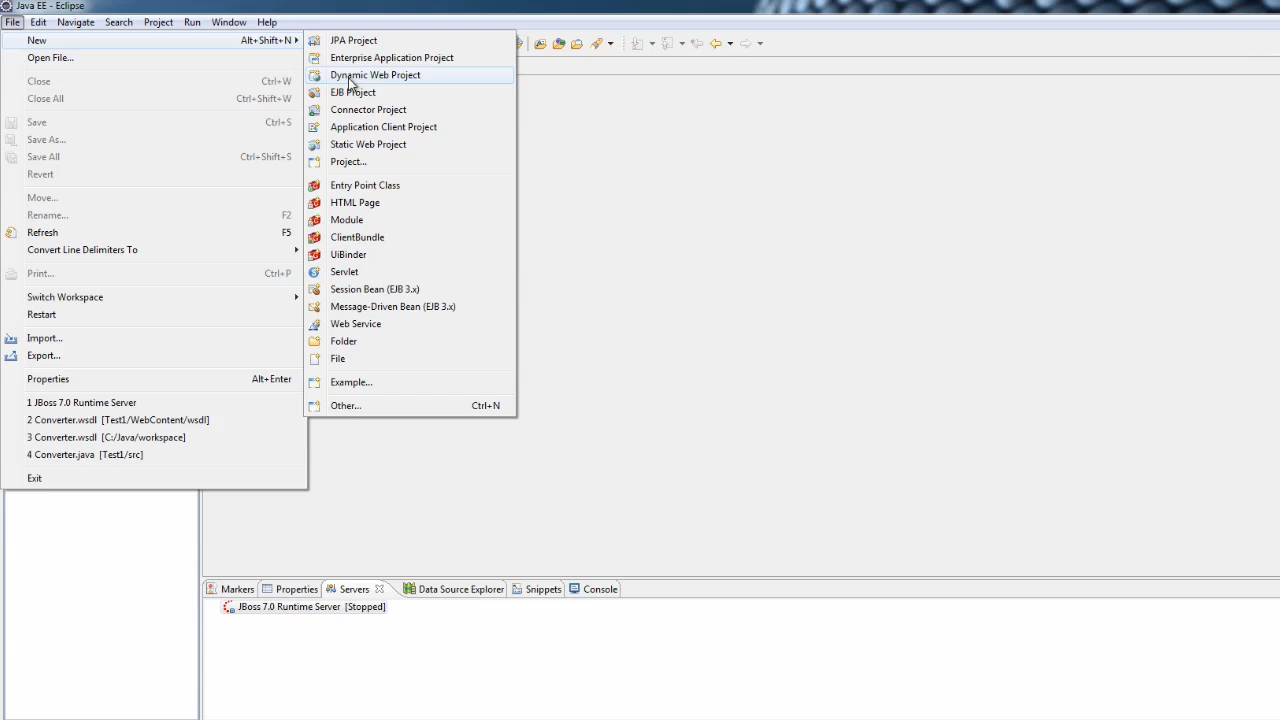 Java EE - Eclipse
File Edit Navigate Search Project Run Window Help
New Alt+Shift+N
Open File...
Close Ctrl+W
Close All Ctrl+Shift+W
Save Ctrl+S
Save As...
Save All Ctrl+Shift+S
Revert
Move...
Rename... F2
Refresh F5
Convert Line Delimiters To
Print... Ctrl+P
Switch Workspace
Restart
Import...
Export...
Properties Alt+Enter
1 JBoss 7.0 Runtime Server
2 Converter.wsdl [Test1/WebContent/wsdl]
3 Converter.wsdl [C:/Java/workspace]
4 Converter.java [Test1/src]
Exit
JPA Project
Enterprise Application Project
Dynamic Web Project
EJB Project
Connector Project
Application Client Project
Static Web Project
Project...
Entry Point Class
HTML Page
Module
ClientBundle
UiBinder
Servlet
Session Bean (EJB 3.x)
Message-Driven Bean (EJB 3.x)
Web Service
Folder
File
Example...
Other... Ctrl+N
Markers Properties Servers Data Source Explorer Snippets Console
JBoss 7.0 Runtime Server [Stopped]